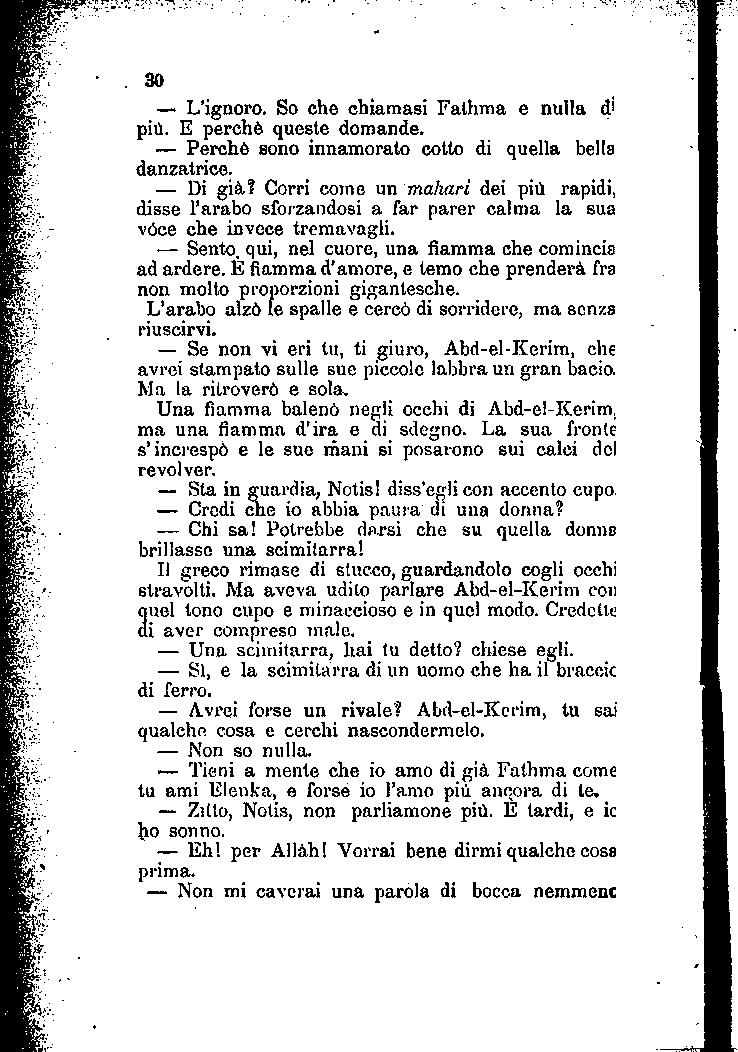 30
— L'ignoro. So che chiamasi Fathma e nulla di
più. E perchè queste domande.
— Perchè sono innamorato cotto di quella bella
danzatrice.
— Di già? Corri come un mahari dei più rapidi,
disse l'arabo sforzandosi a far parer calma la sua
vóce che invece tremavagli.
— Sento qui, nel cuore, una fiamma che comincia
ad ardere. È fiamma d'amore, e temo che prenderà fra
non molto proporzioni gigantesche.
L'arabo alzò le spalle e cercò di sorridere, ma senza
riuscirvi.
— Se non vi eri tu, ti giuro, Abd-el-Kerim, che
avrei stampato sulle sue piccole labbra un gran bacio.
Ma la ritroverò e sola.
Una fiamma balenò negli occhi di Abd-el-Kerim,
ma una fiamma d'ira e di sdegno. La sua fronte
s'increspò e le sue mani si posarono sui calci del
revolver.
— Sta in guardia, Notis! diss'egli con accento cupo.
— Credi che io abbia paura di una donna?
— Chi sa! Potrebbe darsi che su quella donna
brillasse una scimitarra!
Il greco rimase di stucco, guardandolo cogli occhi
stravolti. Ma aveva udito parlare Abd-el-Kerim con
quel tono cupo e minaccioso e in quel modo. Credette
di aver compreso male.
— Una scimitarra, hai tu detto? chiese egli.
— Sì, e la scimitarra di un uomo che ha il braccio
di ferro.
— Avrei forse un rivale? Abd-el-Kerim, tu sai
qualche cosa e cerchi nascondermelo.
— Non so nulla.
— Tieni a mente che io amo di già Fathma come
tu ami Elenka, e forse io l'amo più ancora di te.
— Zitto, Notis, non parliamone più. È tardi, e io
ho sonno.
— Eh! per Allàh! Vorrai bene dirmi qualche cosa
prima.
— Non mi caverai una parola di bocca nemmeno